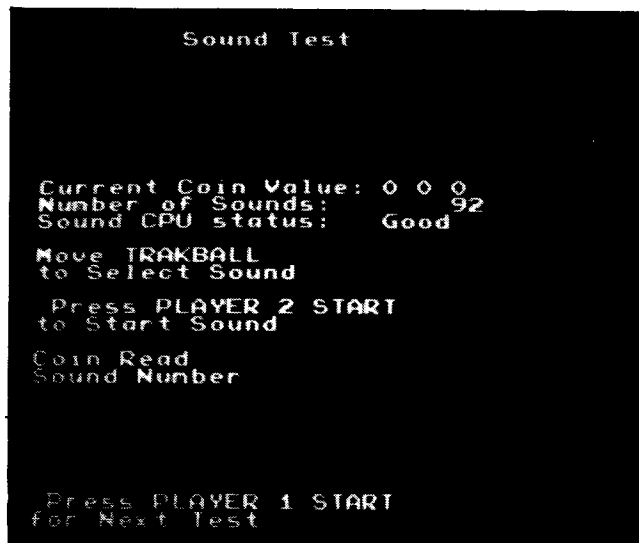 Sound Test
Current Coin Value: 0 0 0
Number of Sounds: 92
Sound CPU status: Good
Move TRAKBALL
to Select Sound
Press PLAYER 2 START
to Start Sound
Coin Read
Sound Number
Press PLAYER 1 START
for Next Test